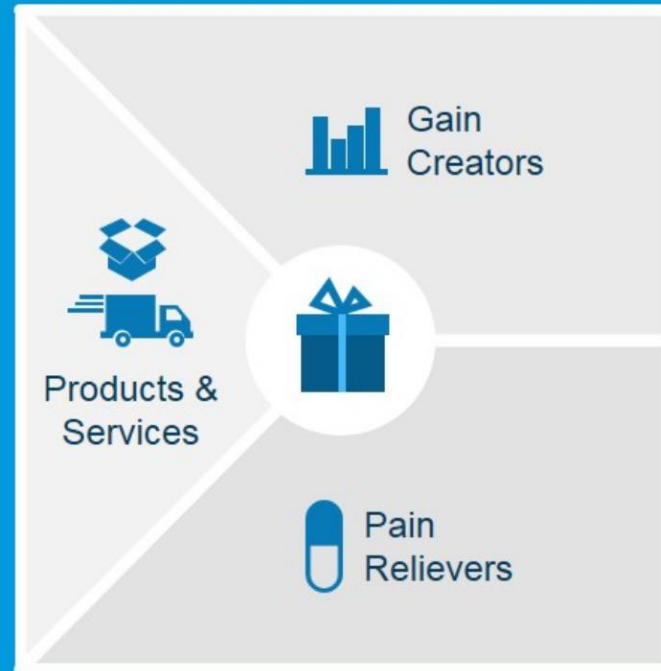 Gain
Creators
Products &
Services
Pain
Relievers